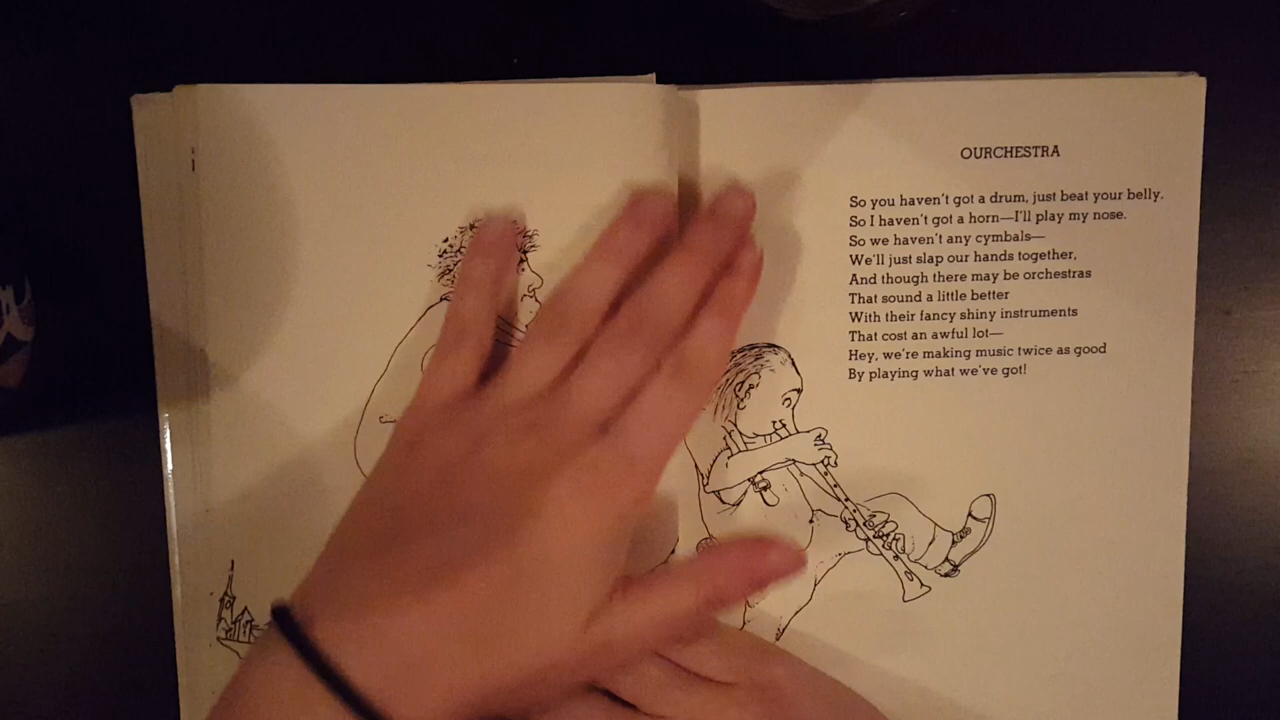 OURCHESTRA
So you haven't got a drum, just beat your belly.
So I haven't got a horn—I'll play my nose.
So we haven't any cymbals—
We'll just slap our hands together,
And though there may be orchestras
That sound a little better
With their fancy shiny instruments
That cost an awful lot—
Hey, we're making music twice as good
By playing what we've got!